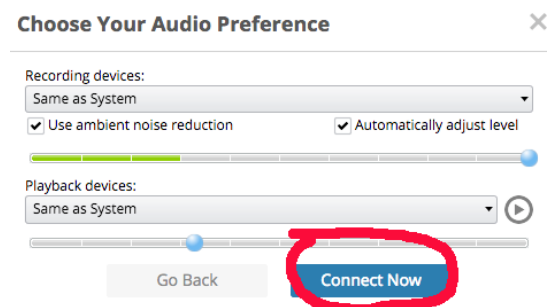 Choose Your Audio Preference
Recording devices:
Same as System
Use ambient noise reduction Automatically adjust level
Playback devices:
Same as System
Go Back Connect Now